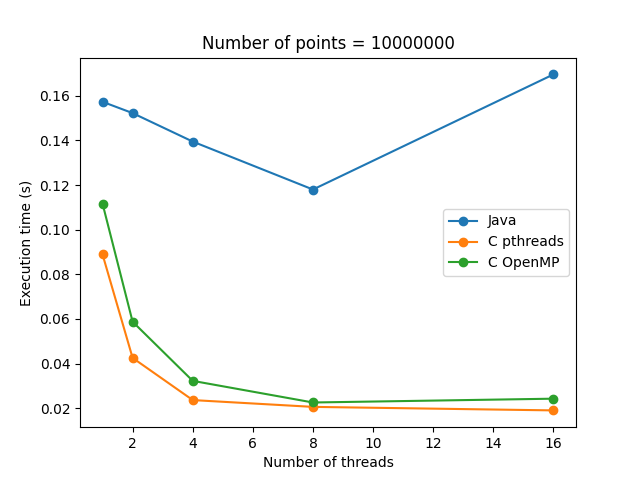 Number of points = 10000000
Execution time (s)
0.16
0.14
0.12
0.10
0.08
0.06
0.04
0.02
Java
C pthreads
C OpenMP
2 4 6 8 10 12 14 16
Number of threads